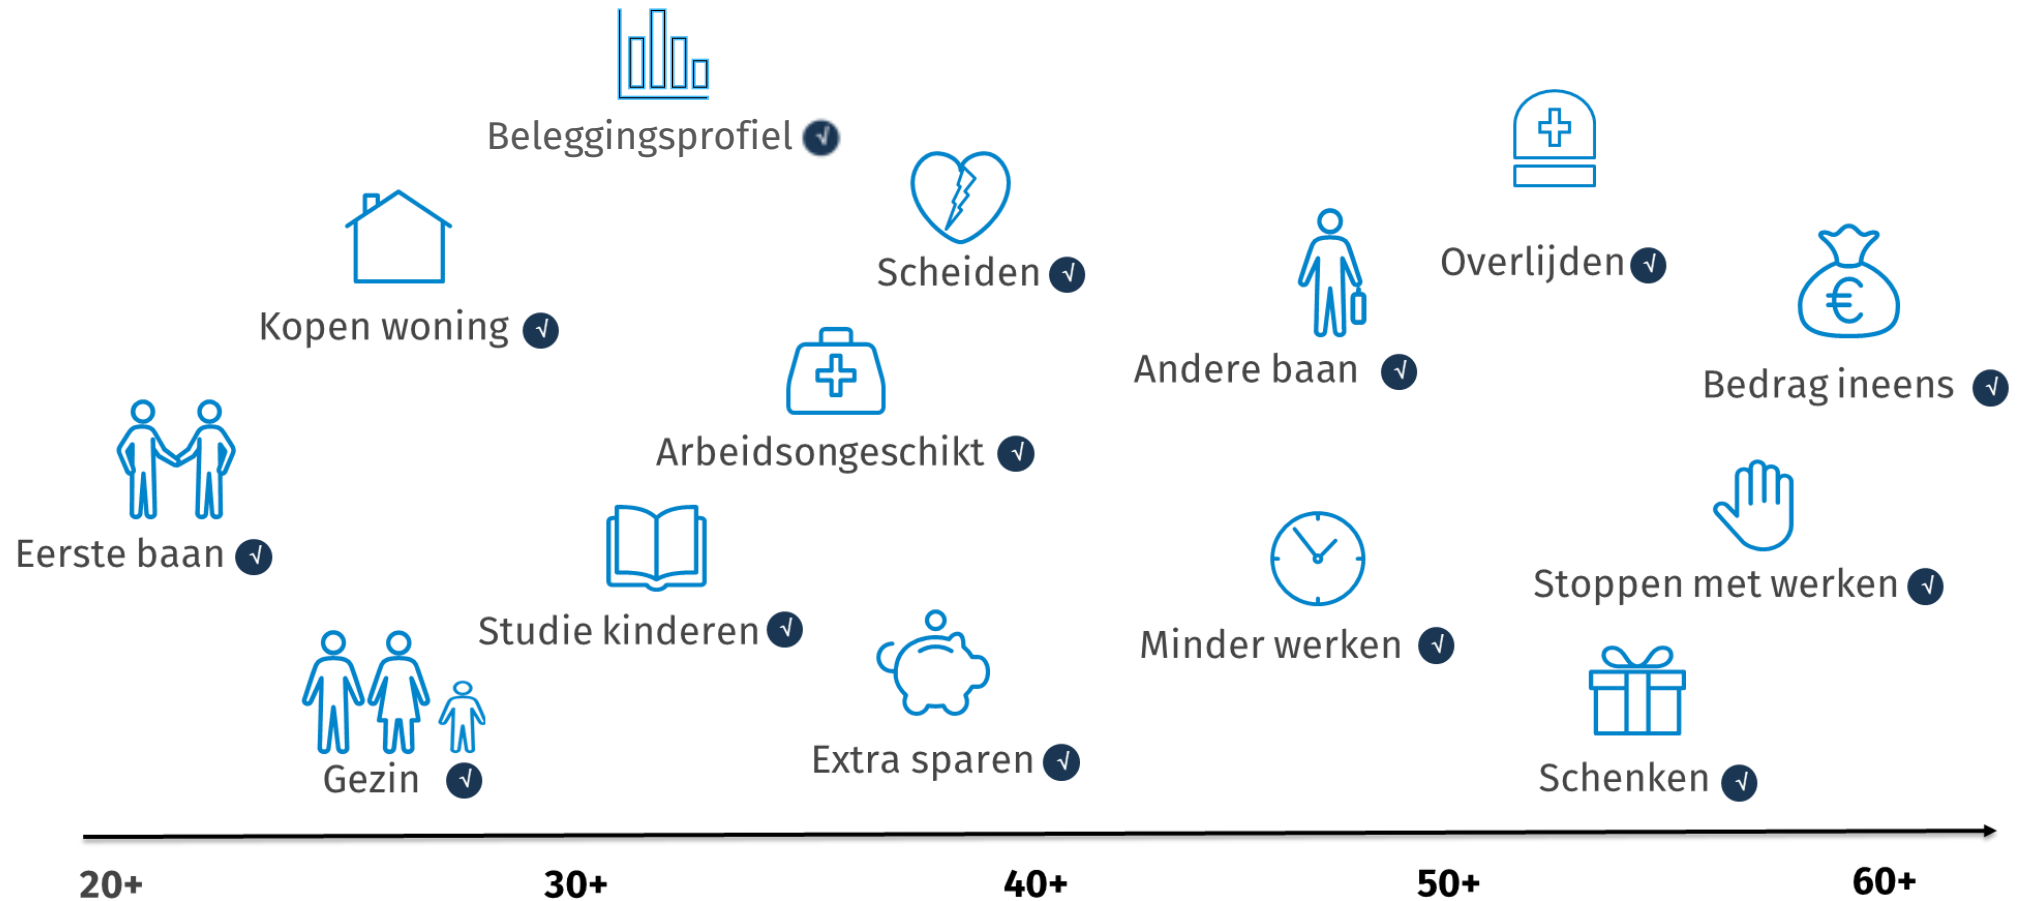 Beleggingsprofiel √
Scheiden √
Overlijden √
Kopen woning √
Andere baan √
Bedrag ineens √
Arbeidsongeschikt √
Eerste baan √
Studie kinderen √
Stoppen met werken √
Minder werken √
Extra sparen √
Gezin √
Schenken √
€
20+ 30+ 40+ 50+ 60+